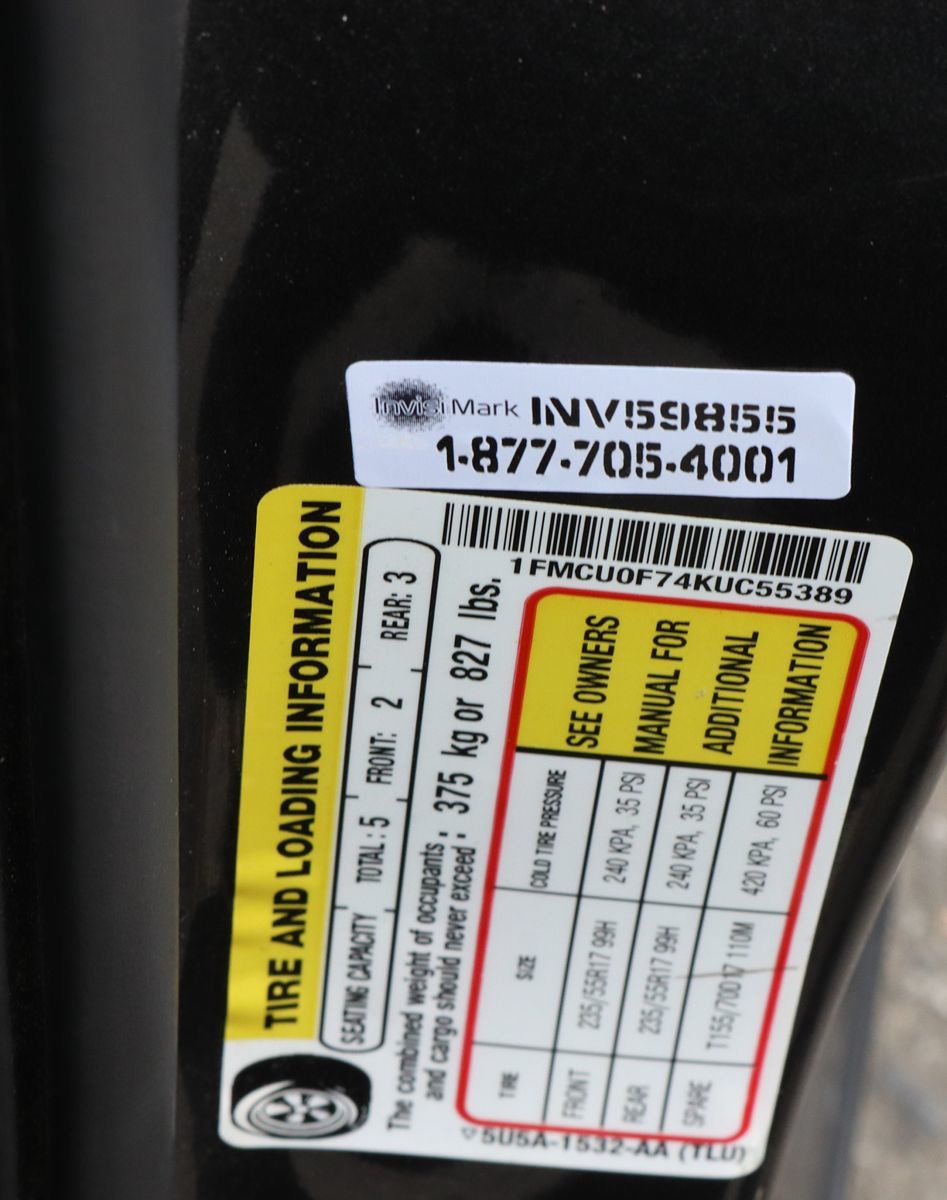 InvisiMark INV59855
1-877-705-4001
1FMCU0F74KUC55389
TIRE AND LOADING INFORMATION
SEATING CAPACITY TOTAL: 5 FRONT: 2 REAR: 3
The combined weight of occupants
and cargo should never exceed : 375 kg or 827 lbs.
TIRE SIZE COLD TIRE PRESSURE
FRONT 235/55R17 99H 240 KPA, 35 PSI
REAR 235/55R17 99H 240 KPA, 35 PSI
SPARE T155/70D17 110M 420 KPA, 60 PSI
SEE OWNERS
MANUAL FOR
ADDITIONAL
INFORMATION
5U5A-1532-AA (TLU)